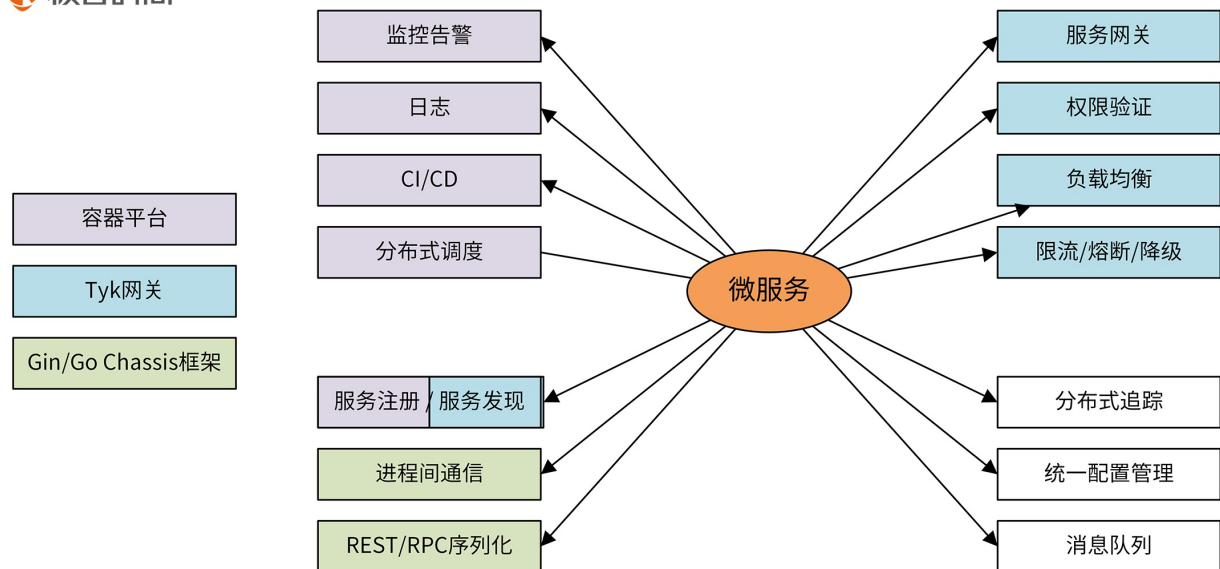 监控告警
日志
CI/CD
分布式调度
容器平台
Tyk网关
Gin/Go Chassis框架
服务注册 / 服务发现
进程间通信
REST/RPC序列化
微服务
服务网关
权限验证
负载均衡
限流/熔断/降级
分布式追踪
统一配置管理
消息队列